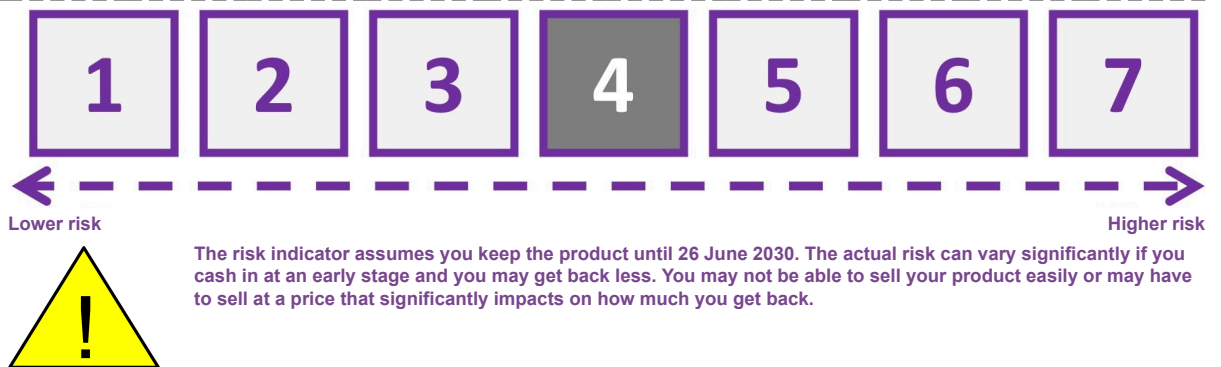 1 2 3 4 5 6 7
Lower risk Higher risk
The risk indicator assumes you keep the product until 26 June 2030. The actual risk can vary significantly if you
cash in at an early stage and you may get back less. You may not be able to sell your product easily or may have
to sell at a price that significantly impacts on how much you get back.
!